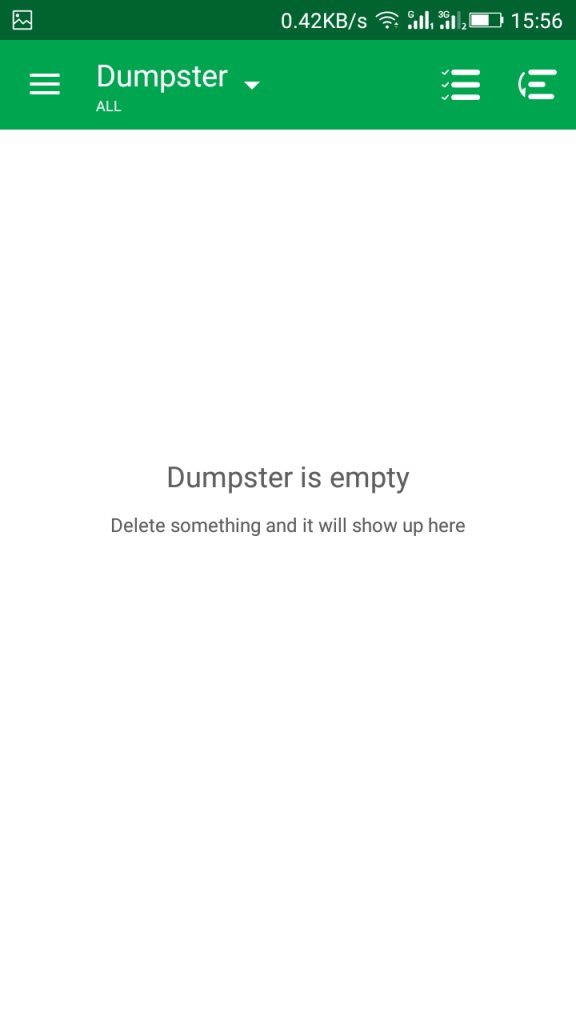 0.42KB/s G 1 3G 2 15:56
Dumpster
ALL
Dumpster is empty
Delete something and it will show up here